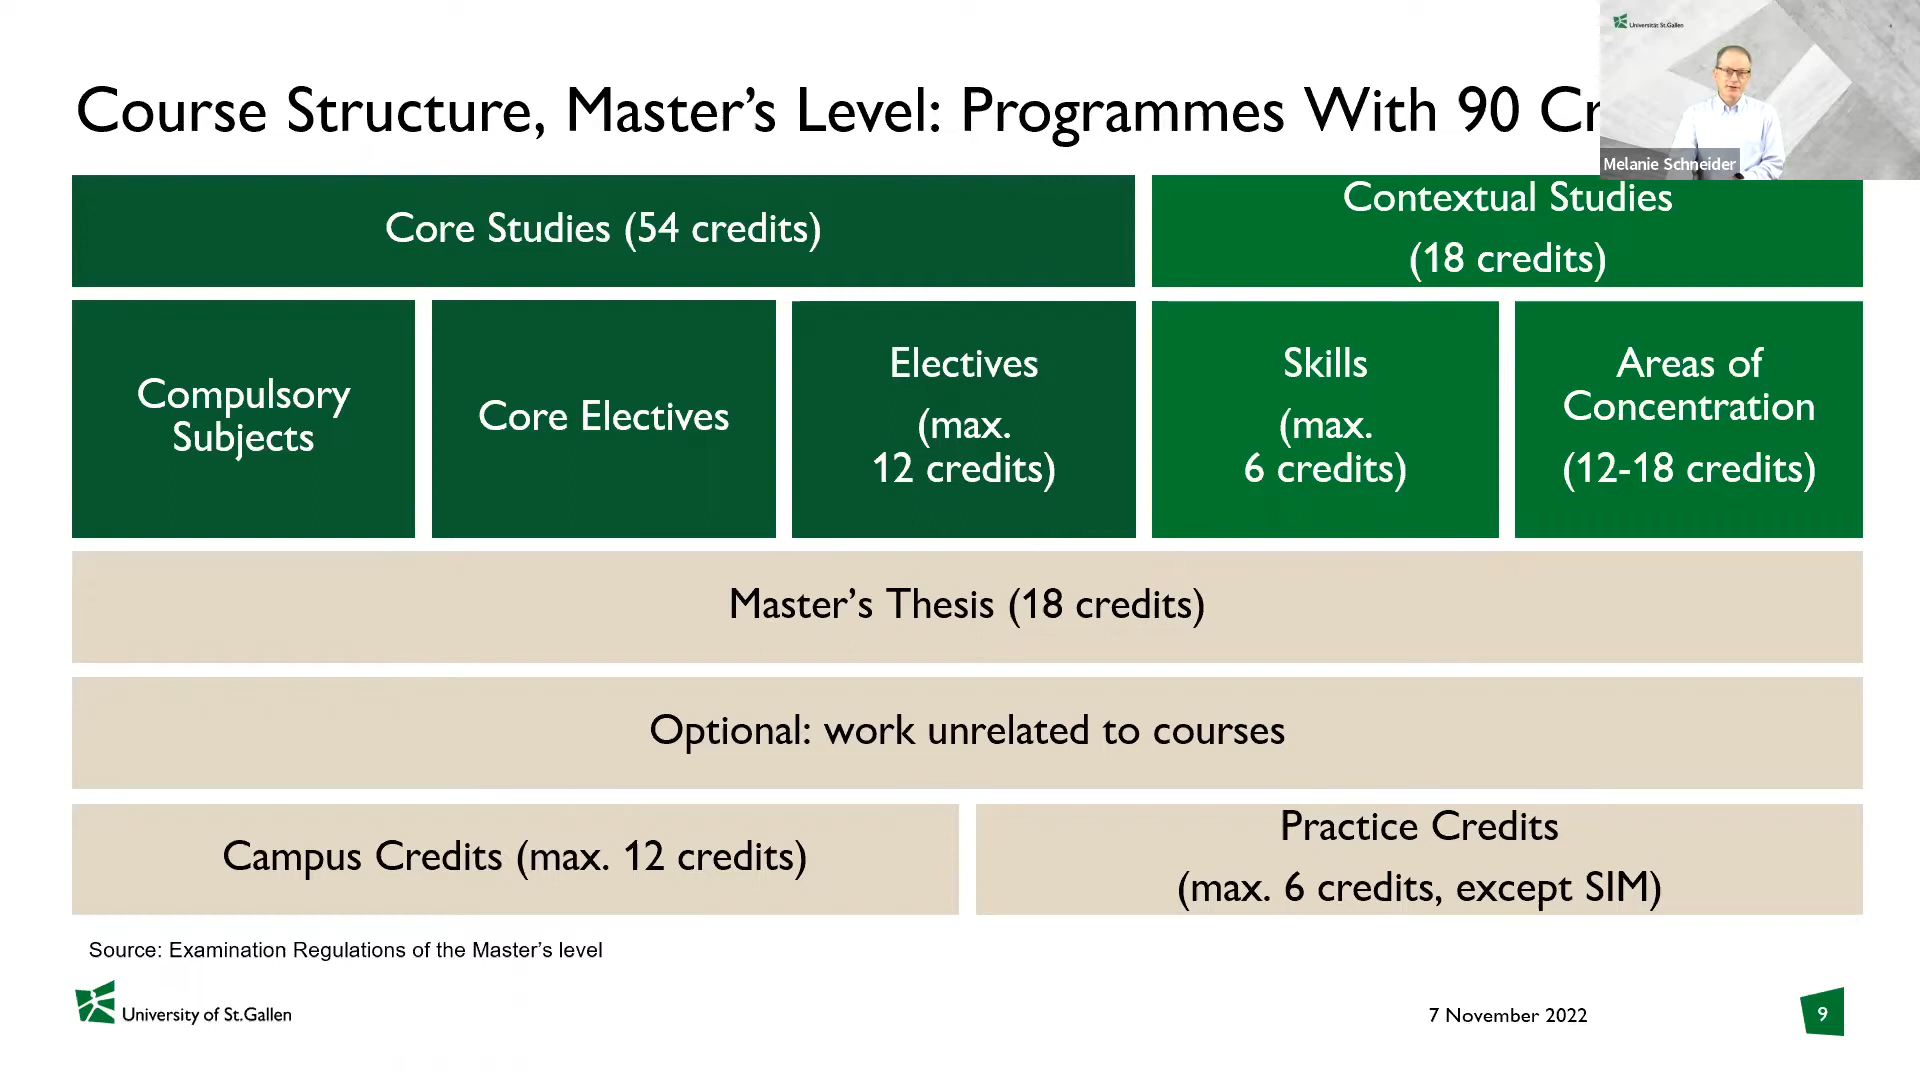 Universität St.Gallen
Course Structure, Master’s Level: Programmes With 90 Cr
Melanie Schneider
Core Studies (54 credits)
Contextual Studies
(18 credits)
Compulsory
Subjects
Core Electives
Electives
(max.
12 credits)
Skills
(max.
6 credits)
Areas of
Concentration
(12-18 credits)
Master’s Thesis (18 credits)
Optional: work unrelated to courses
Campus Credits (max. 12 credits)
Practice Credits
(max. 6 credits, except SIM)
Source: Examination Regulations of the Master’s level
University of St.Gallen
7 November 2022
9